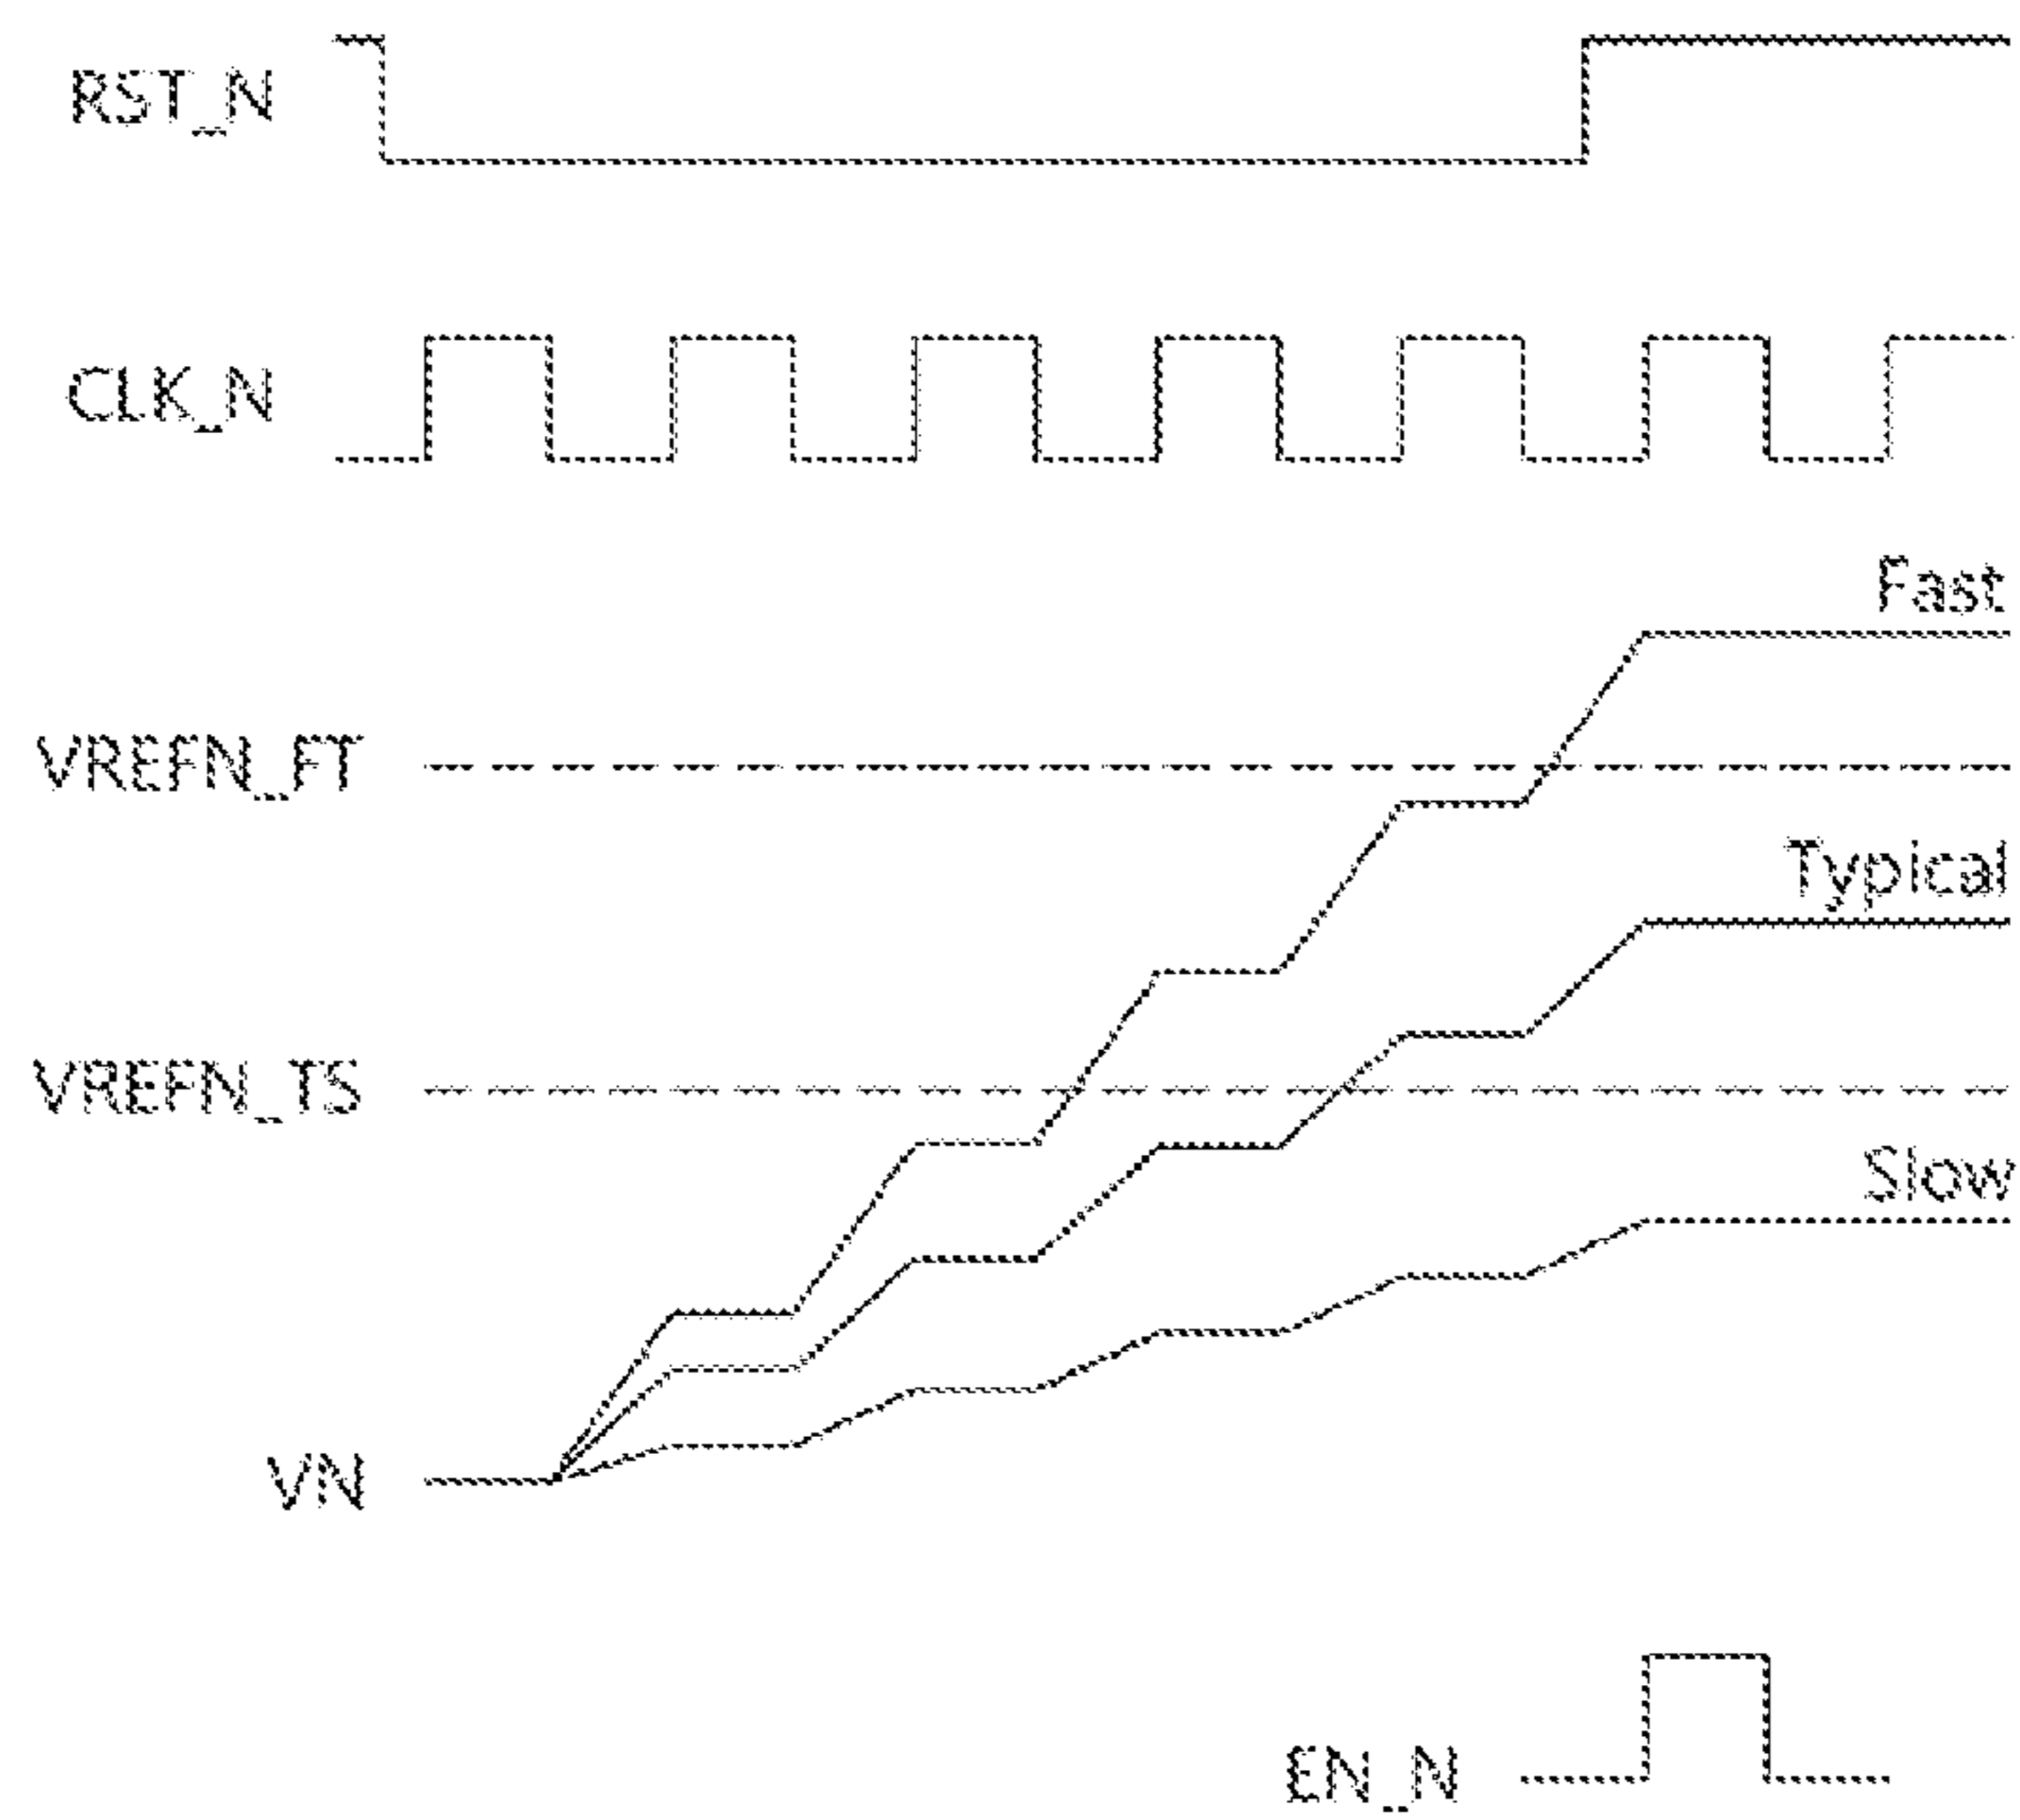 RST_N
CLK_N
Fast
VREFN_FT
Typical
VREFN_TS
Slow
VN
EN_N